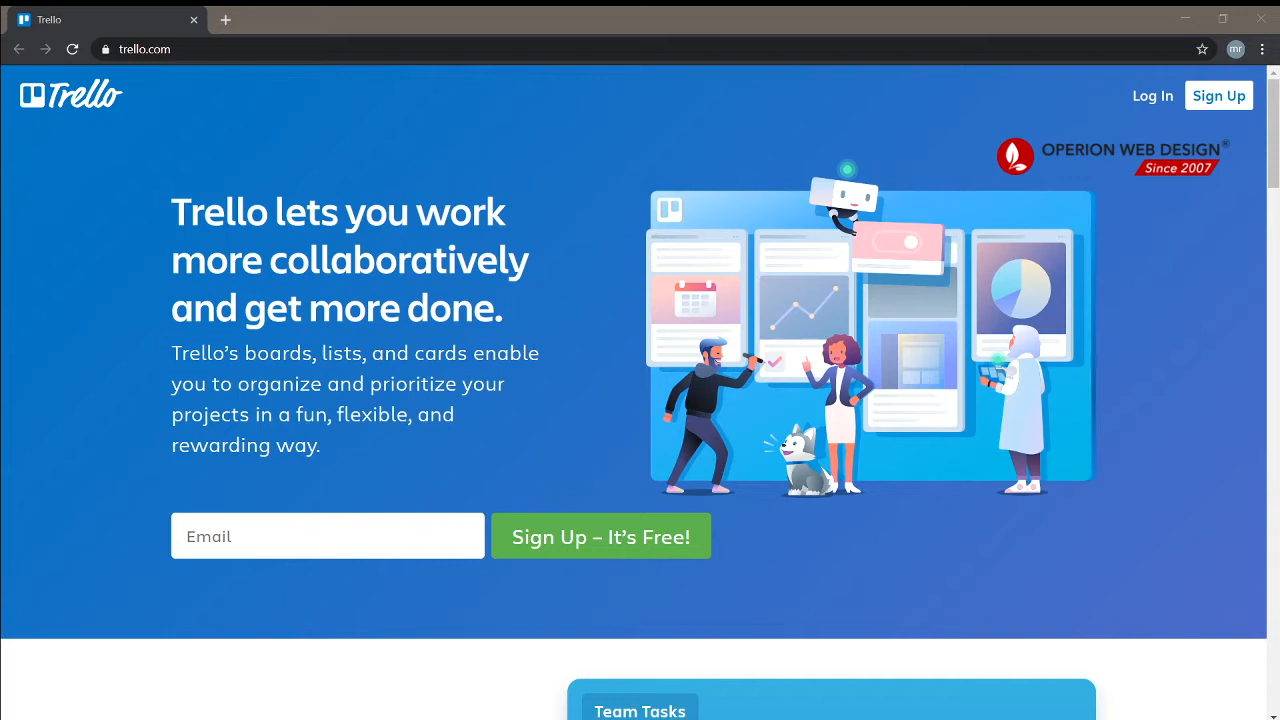 Trello
trello.com
mr
Trello
Log In
Sign Up
OPERION WEB DESIGN®
Since 2007
Trello lets you work
more collaboratively
and get more done.
Trello’s boards, lists, and cards enable
you to organize and prioritize your
projects in a fun, flexible, and
rewarding way.
Email
Sign Up – It’s Free!
Team Tasks